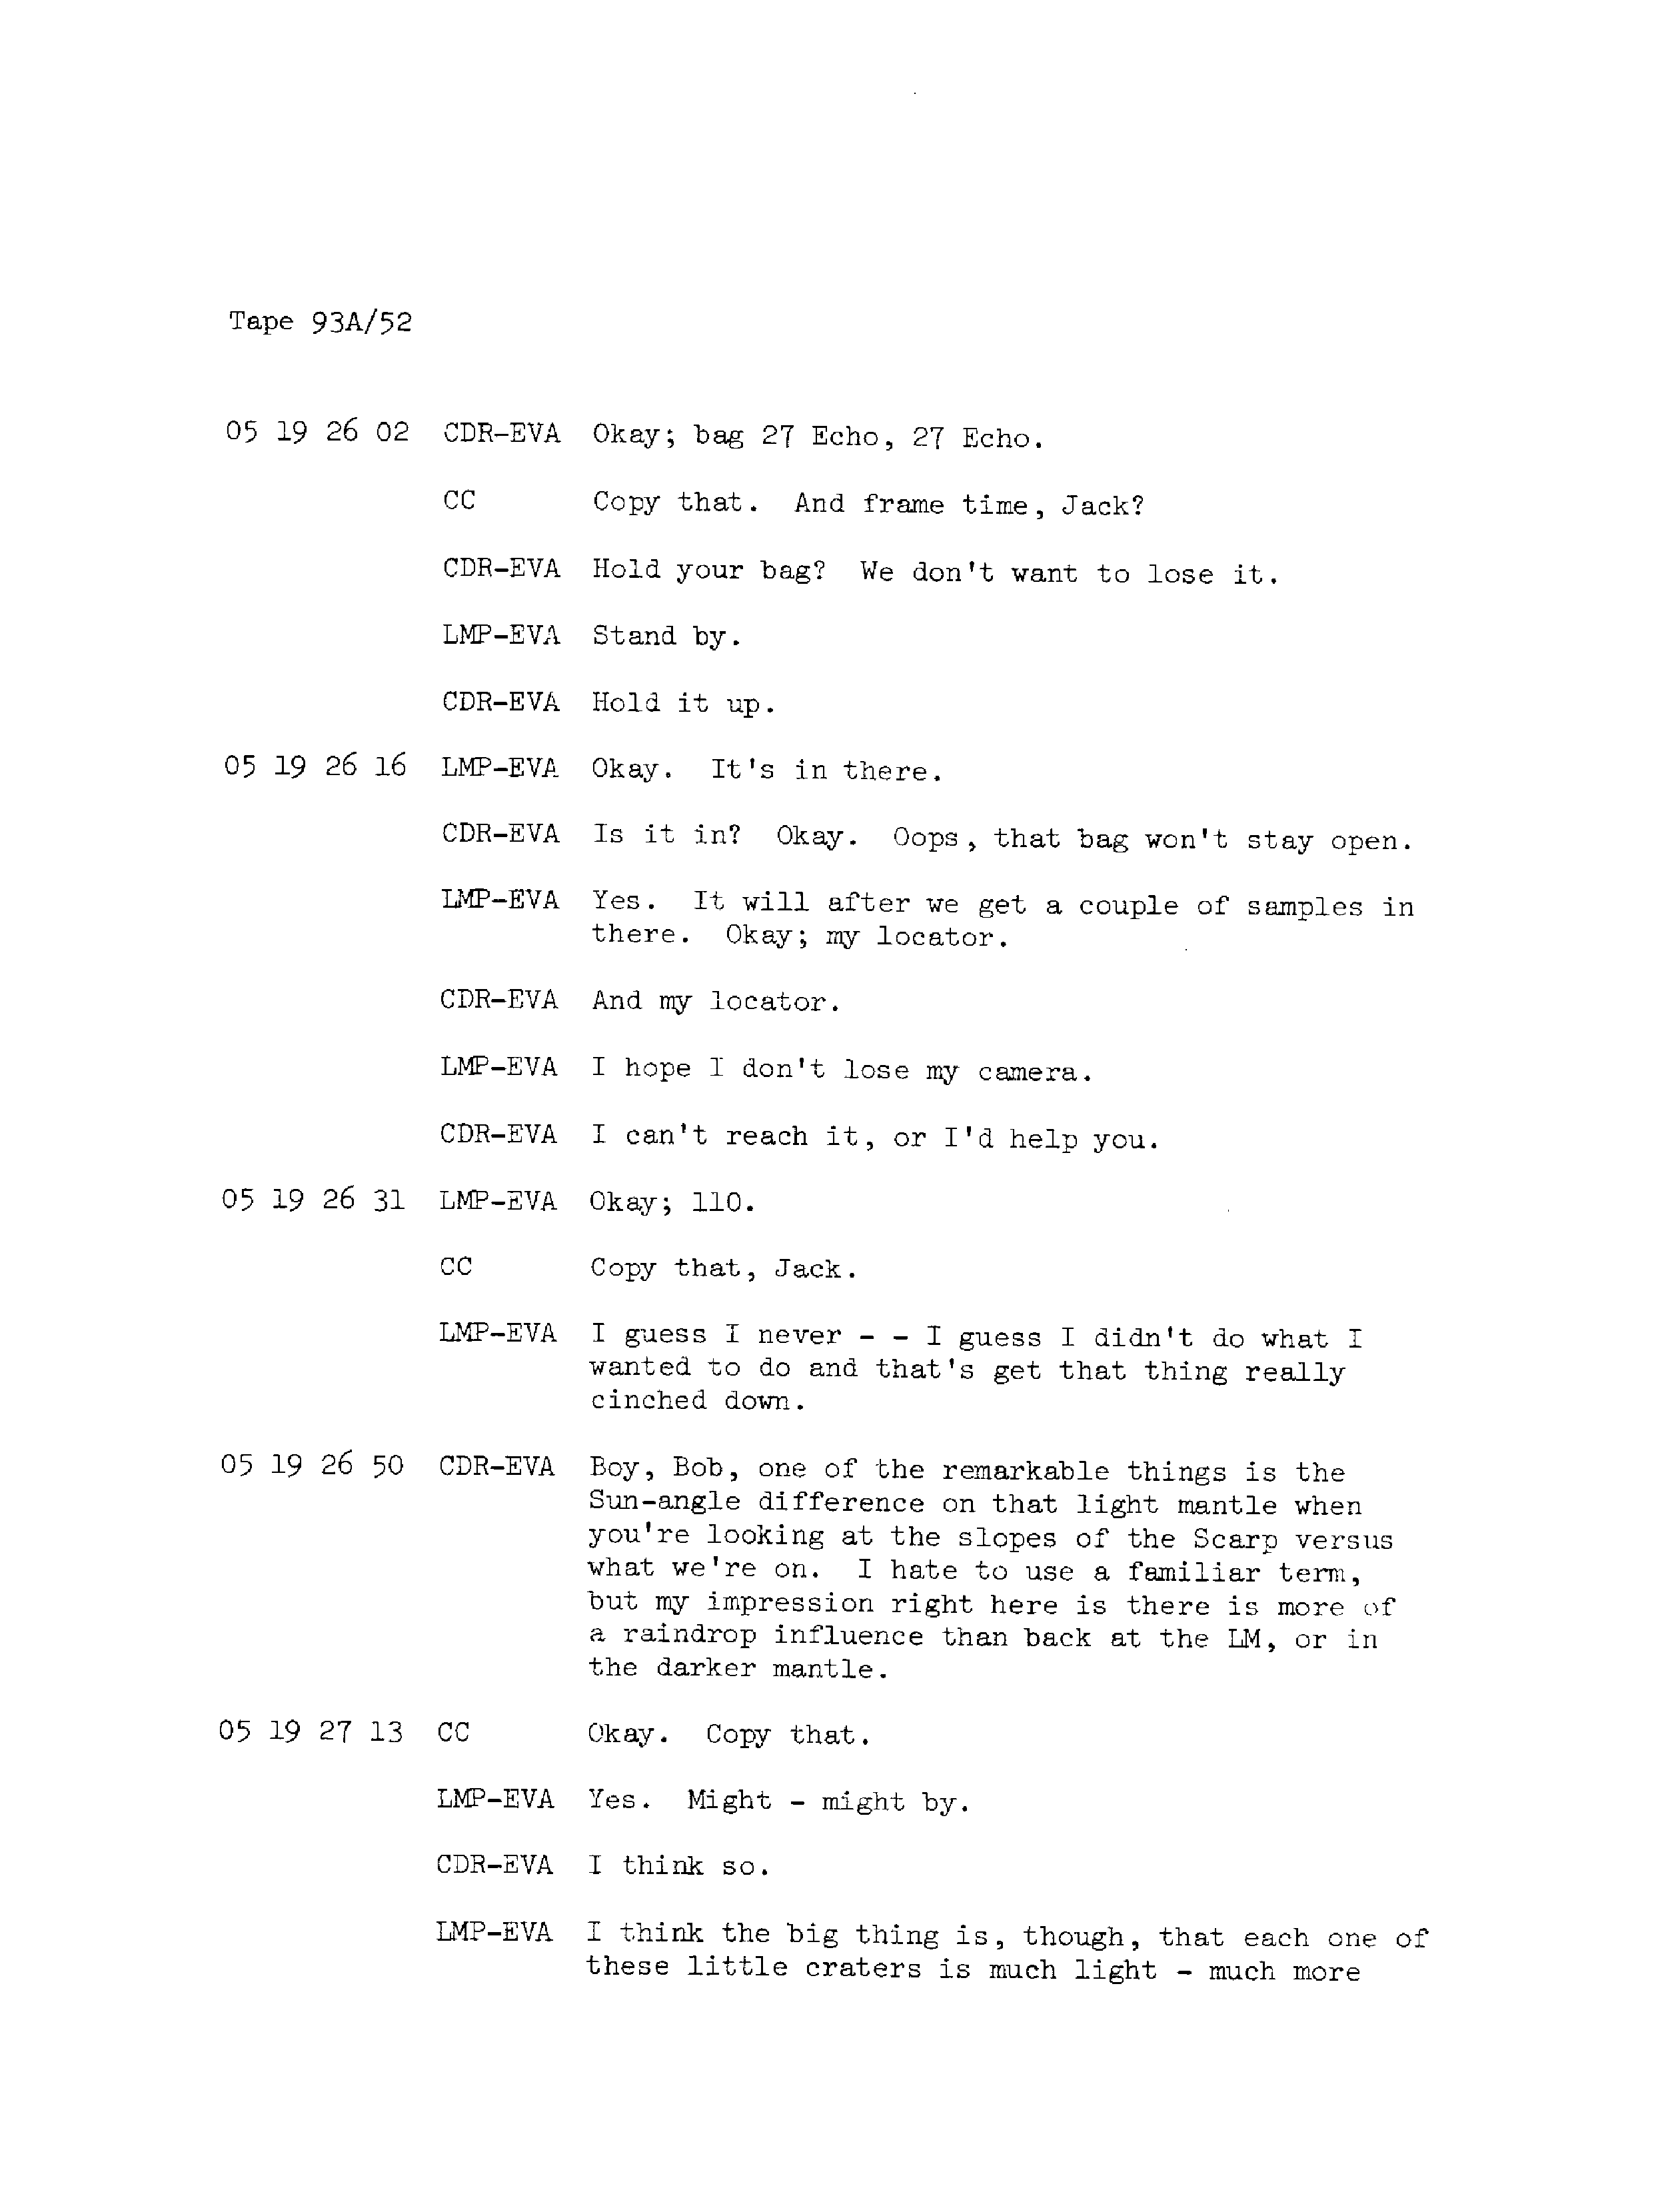 Tape 93A/52
05 19 26 02 CDR-EVA Okay; bag 27 Echo, 27 Echo.
CC Copy that. And frame time, Jack?
CDR-EVA Hold your bag? We don't want to lose it.
LMP-EVA Stand by.
CDR-EVA Hold it up.
05 19 26 16 LMP-EVA Okay. It's in there.
CDR-EVA Is it in? Okay. Oops, that bag won't stay open.
LMP-EVA Yes. It will after we get a couple of samples in
there. Okay; my locator.
CDR-EVA And my locator.
LMP-EVA I hope I don't lose my camera.
CDR-EVA I can't reach it, or I'd help you.
05 19 26 31 LMP-EVA Okay; 110.
CC Copy that, Jack.
LMP-EVA I guess I never - - I guess I didn't do what I
wanted to do and that's get that thing really
cinched down.
05 19 26 50 CDR-EVA Boy, Bob, one of the remarkable things is the
Sun-angle difference on that light mantle when
you're looking at the slopes of the Scarp versus
what we're on. I hate to use a familiar term,
but my impression right here is there is more of
a raindrop influence than back at the LM, or in
the darker mantle.
05 19 27 13 CC Okay. Copy that.
LMP-EVA Yes. Might - might by.
CDR-EVA I think so.
LMP-EVA I think the big thing is, though, that each one of
these little craters is much light - much more